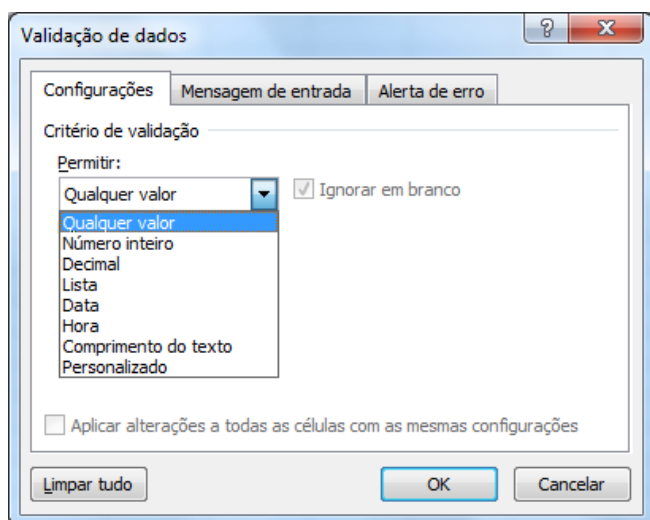 Validação de dados
Configurações Mensagem de entrada Alerta de erro
Critério de validação
Permitir:
Qualquer valor Ignorar em branco
Qualquer valor
Número inteiro
Decimal
Lista
Data
Hora
Comprimento do texto
Personalizado
Aplicar alterações a todas as células com as mesmas configurações
Limpar tudo OK Cancelar